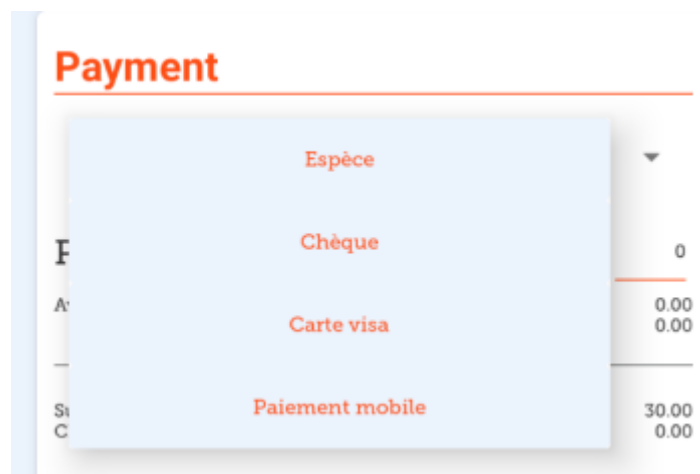 Payment
Espèce
Chèque
0
0.00
Carte visa
0.00
Paiement mobile
30.00
0.00